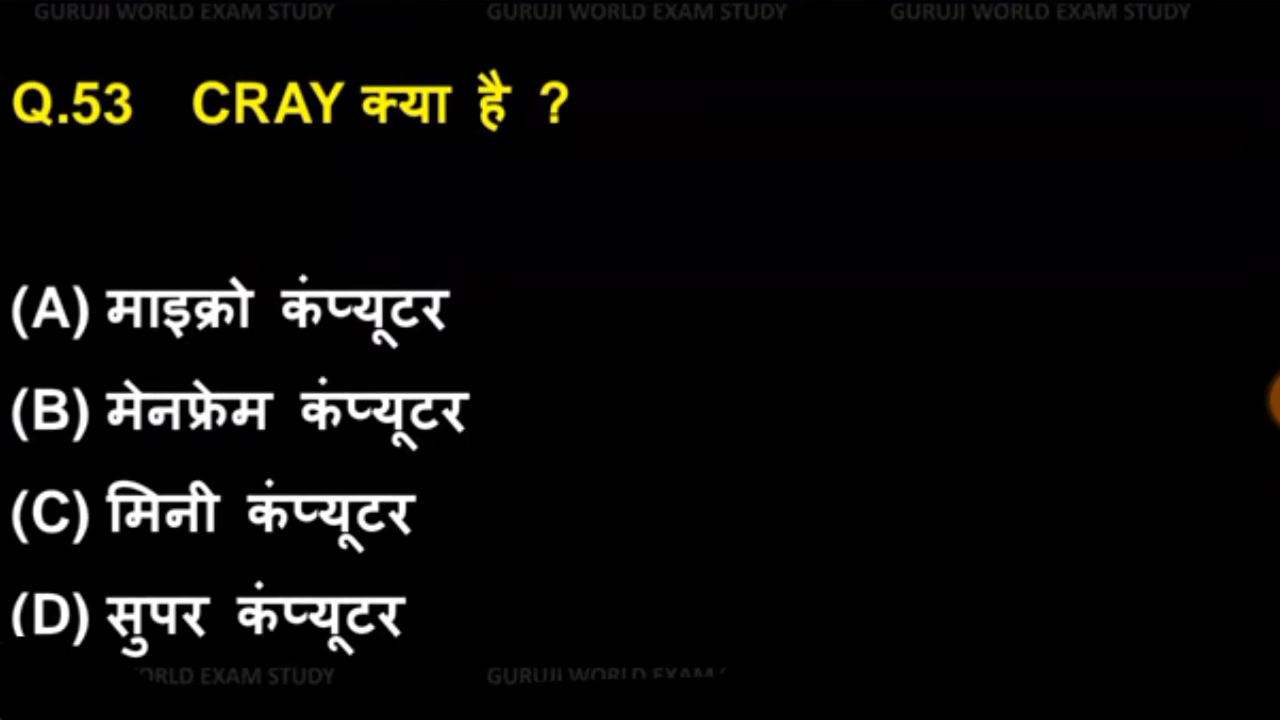 GURUJI WORLD EXAM STUDY GURUJI WORLD EXAM STUDY GURUJI WORLD EXAM STUDY
Q.53 CRAY क्या है ?
(A) माइक्रो कंप्यूटर
(B) मेनफ्रेम कंप्यूटर
(C) मिनी कंप्यूटर
(D) सुपर कंप्यूटर
EXAM STUDY GURUJI WORLD EXAM